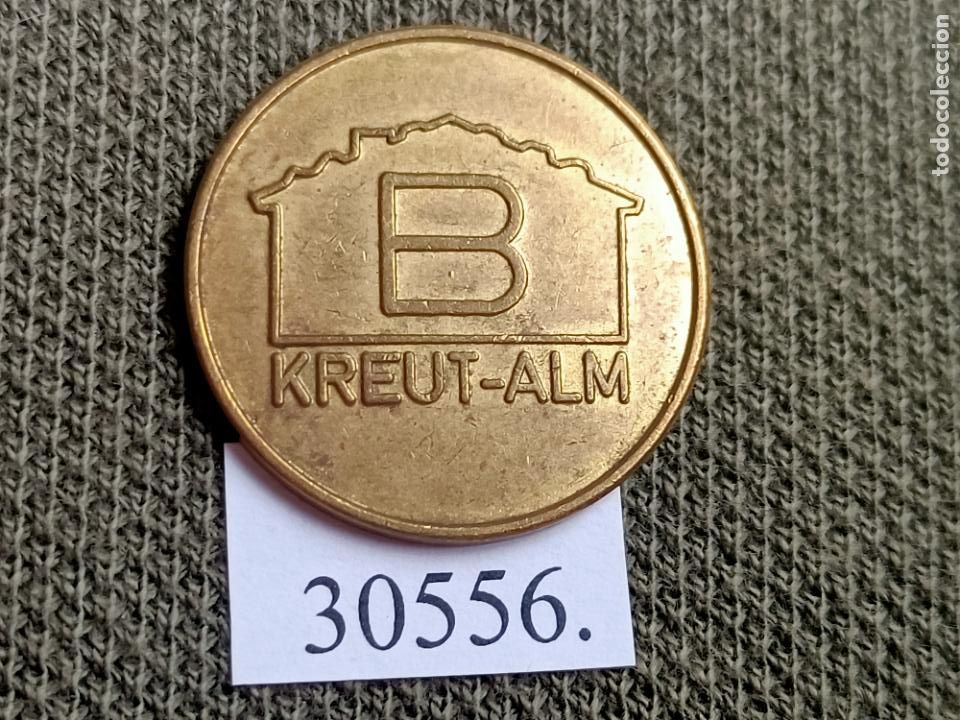 B
KREUT-ALM
30556.
todocoleccion